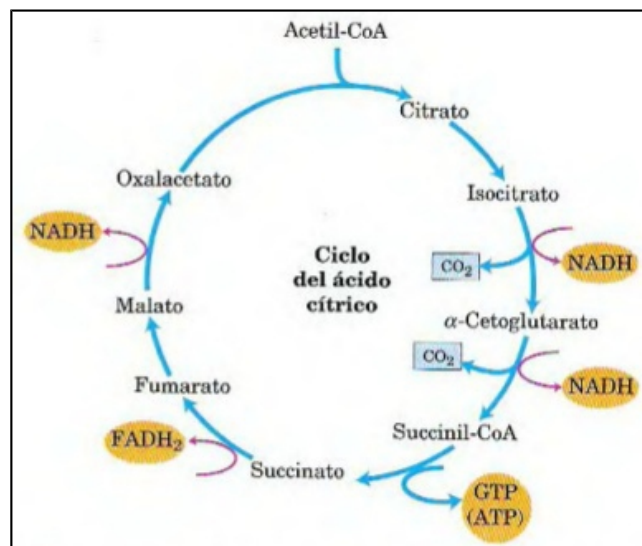 Acetil-CoA
Citrato
Isocitrato
CO₂
NADH
α-Cetoglutarato
CO₂
NADH
Succinil-CoA
GTP
(ATP)
Succinato
FADH₂
Fumarato
Malato
NADH
Oxalacetato
Ciclo
del ácido
cítrico